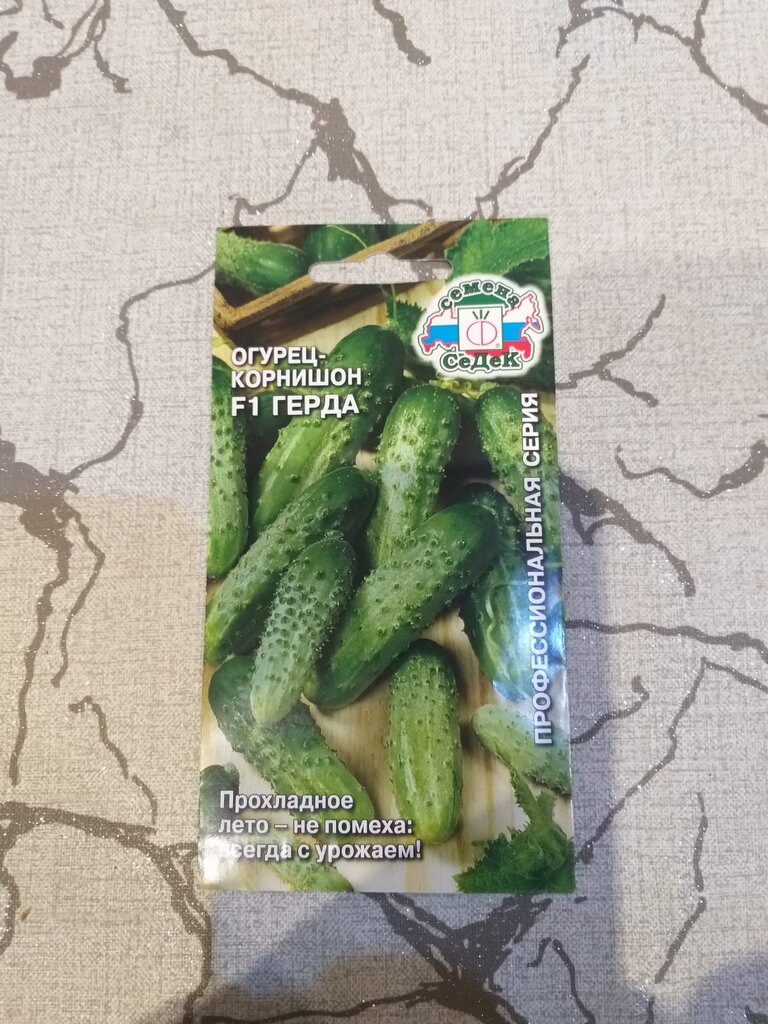 семена
СеДеК
ОГУРЕЦ-
КОРНИШОН
F1 ГЕРДА
ПРОФЕССИОНАЛЬНАЯ СЕРИЯ
Прохладное
лето – не помеха:
всегда с урожаем!